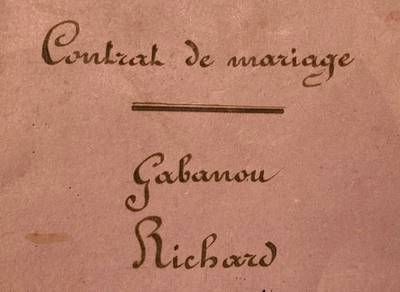 Contrat de mariage
Gabanou
Richard